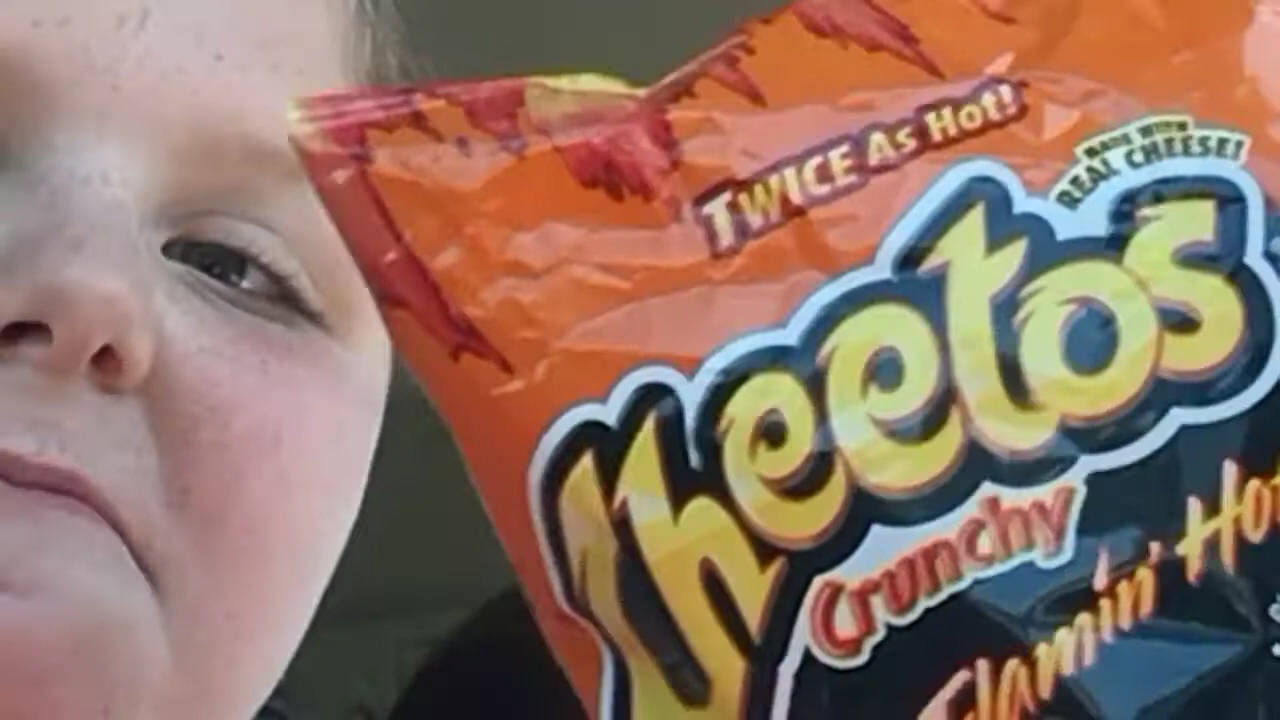 TWICE AS HOT!
MADE WITH
REAL CHEESE!
Cheetos
Crunchy
Flamin' Hot